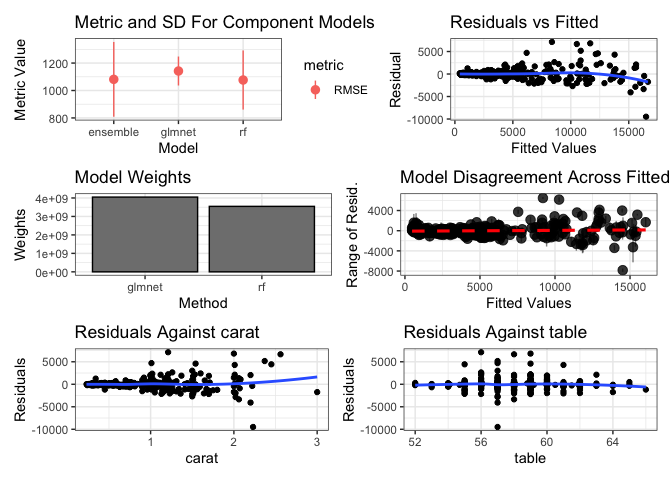 Metric and SD For Component Models
Metric Value
1200
1000
800
ensemble glmnet rf
Model
metric
RMSE
Residuals vs Fitted
Residual
5000
0
-5000
-10000
0 5000 10000 15000
Fitted Values
Model Weights
Weights
4e+09
3e+09
2e+09
1e+09
0e+00
glmnet rf
Method
Model Disagreement Across Fitted
Range of Resid.
4000
0
-4000
-8000
0 5000 10000 15000
Fitted Values
Residuals Against carat
Residuals
5000
0
-5000
-10000
1 2 3
carat
Residuals Against table
Residuals
5000
0
-5000
-10000
52 56 60 64
table